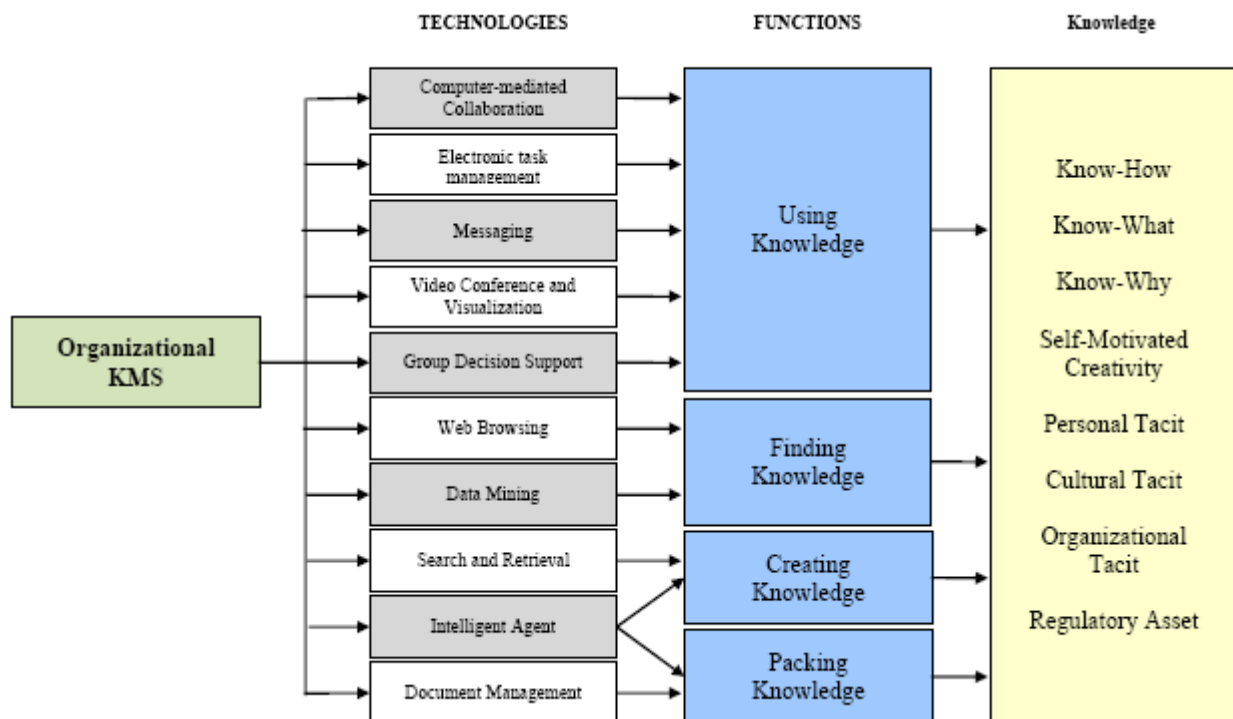 TECHNOLOGIES
FUNCTIONS
Knowledge
Organizational
KMS
Computer-mediated
Collaboration
Electronic task
management
Messaging
Video Conference and
Visualization
Group Decision Support
Web Browsing
Data Mining
Search and Retrieval
Intelligent Agent
Document Management
Using
Knowledge
Finding
Knowledge
Creating
Knowledge
Packing
Knowledge
Know-How
Know-What
Know-Why
Self-Motivated
Creativity
Personal Tacit
Cultural Tacit
Organizational
Tacit
Regulatory Asset